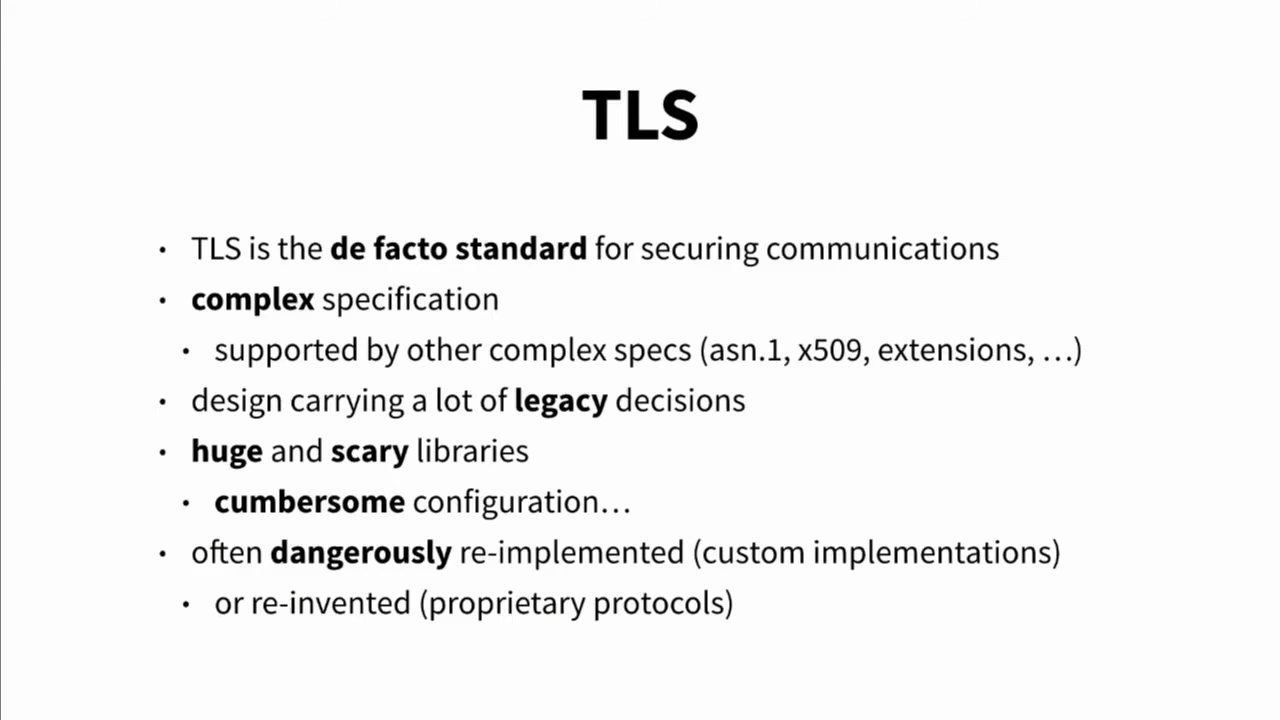 TLS
• TLS is the de facto standard for securing communications
• complex specification
• supported by other complex specs (asn.1, x509, extensions, …)
• design carrying a lot of legacy decisions
• huge and scary libraries
• cumbersome configuration…
• often dangerously re-implemented (custom implementations)
• or re-invented (proprietary protocols)